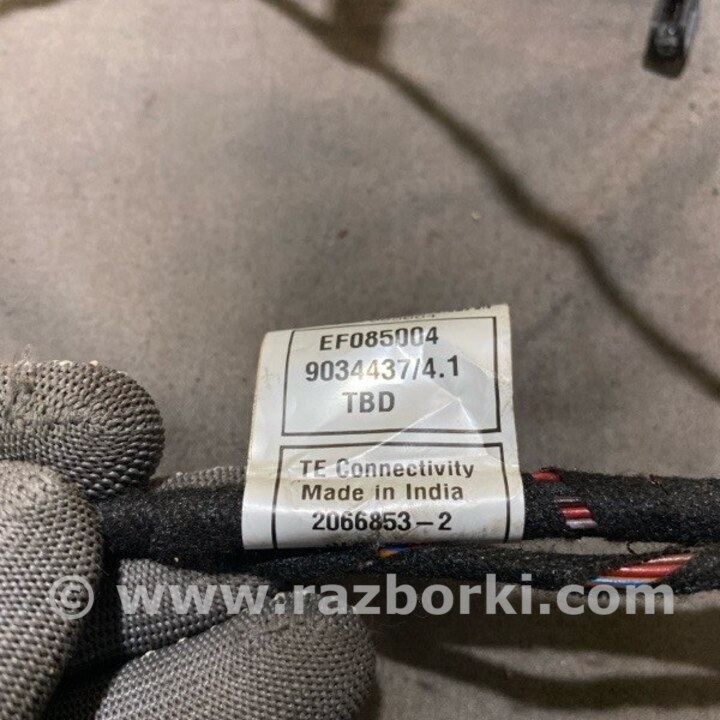 EF085004
9034437/4.1
TBD
TE Connectivity
Made in India
2066853-2
© www.razborki.com